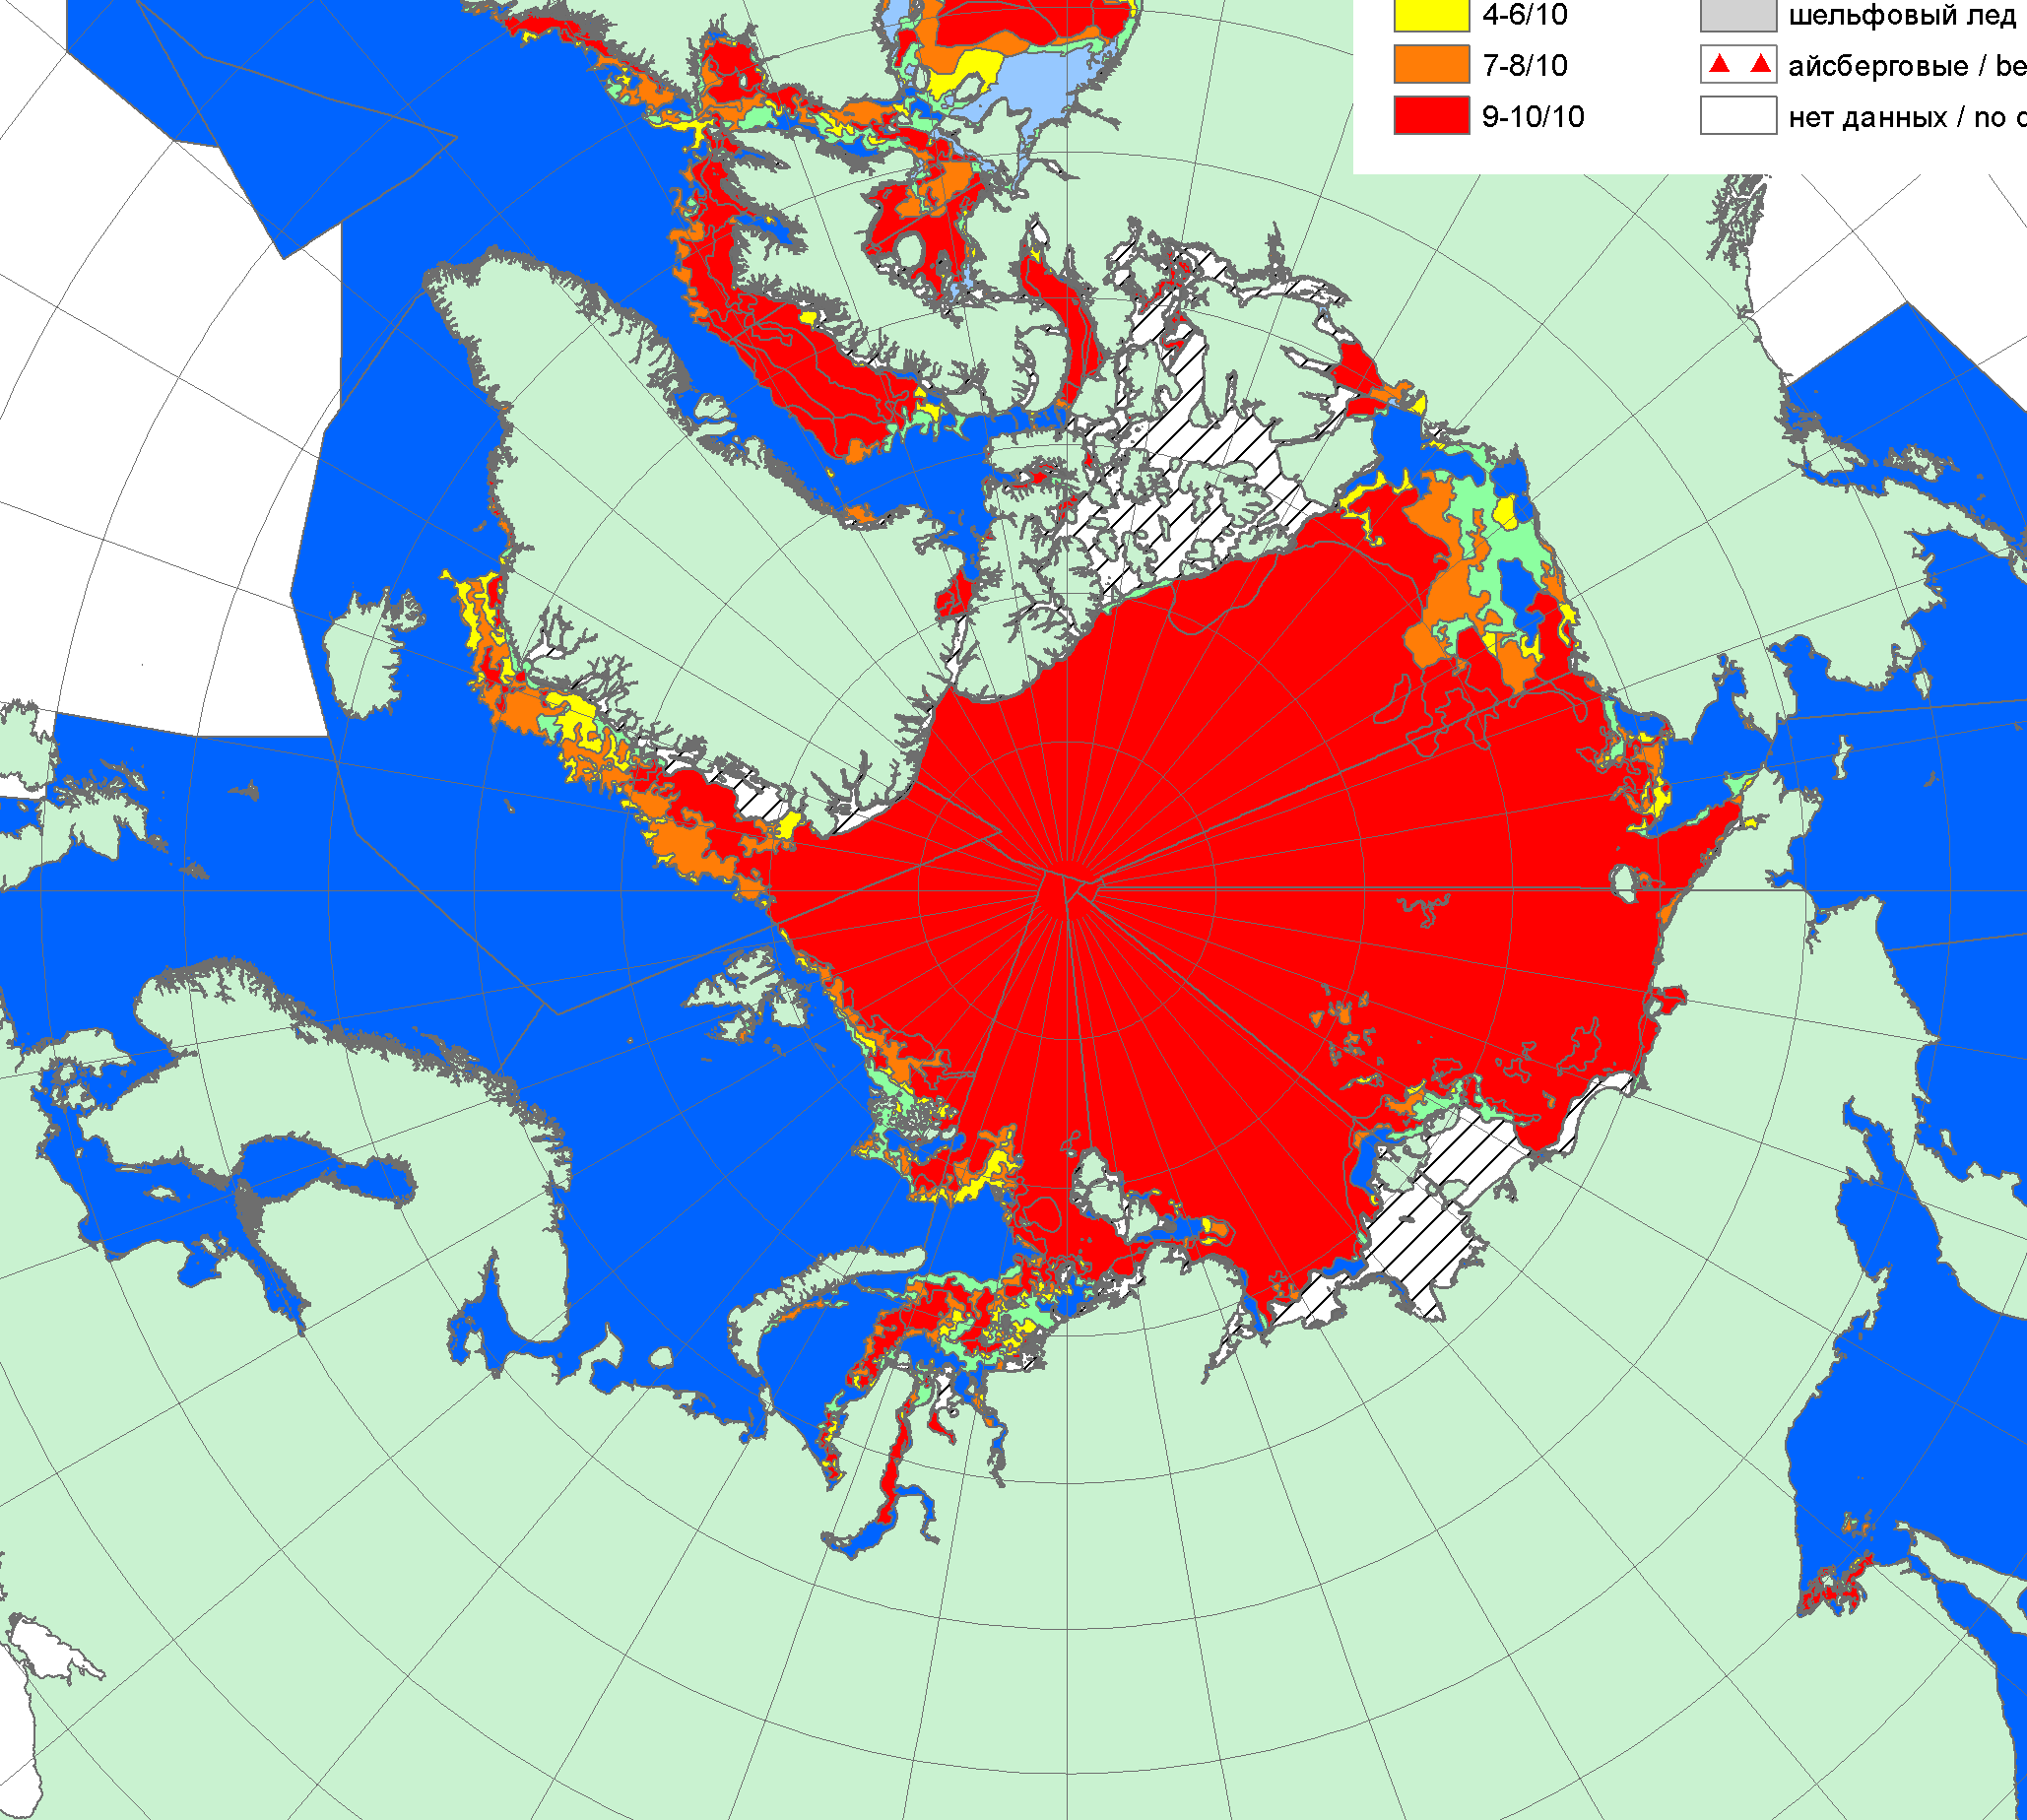 4-6/10 шельфовый лед
7-8/10 айсберговые / be
9-10/10 нет данных / no